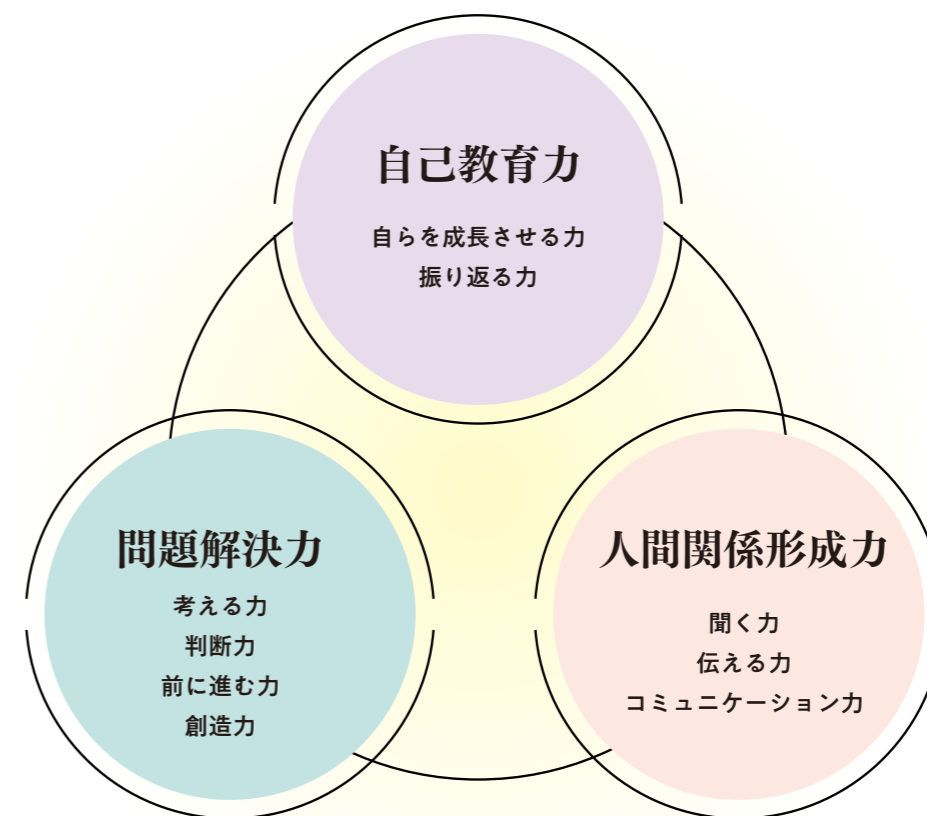 自己教育力
自らを成長させる力
振り返る力
問題解決力
考える力
判断力
前に進む力
創造力
人間関係形成力
聞く力
伝える力
コミュニケーション力